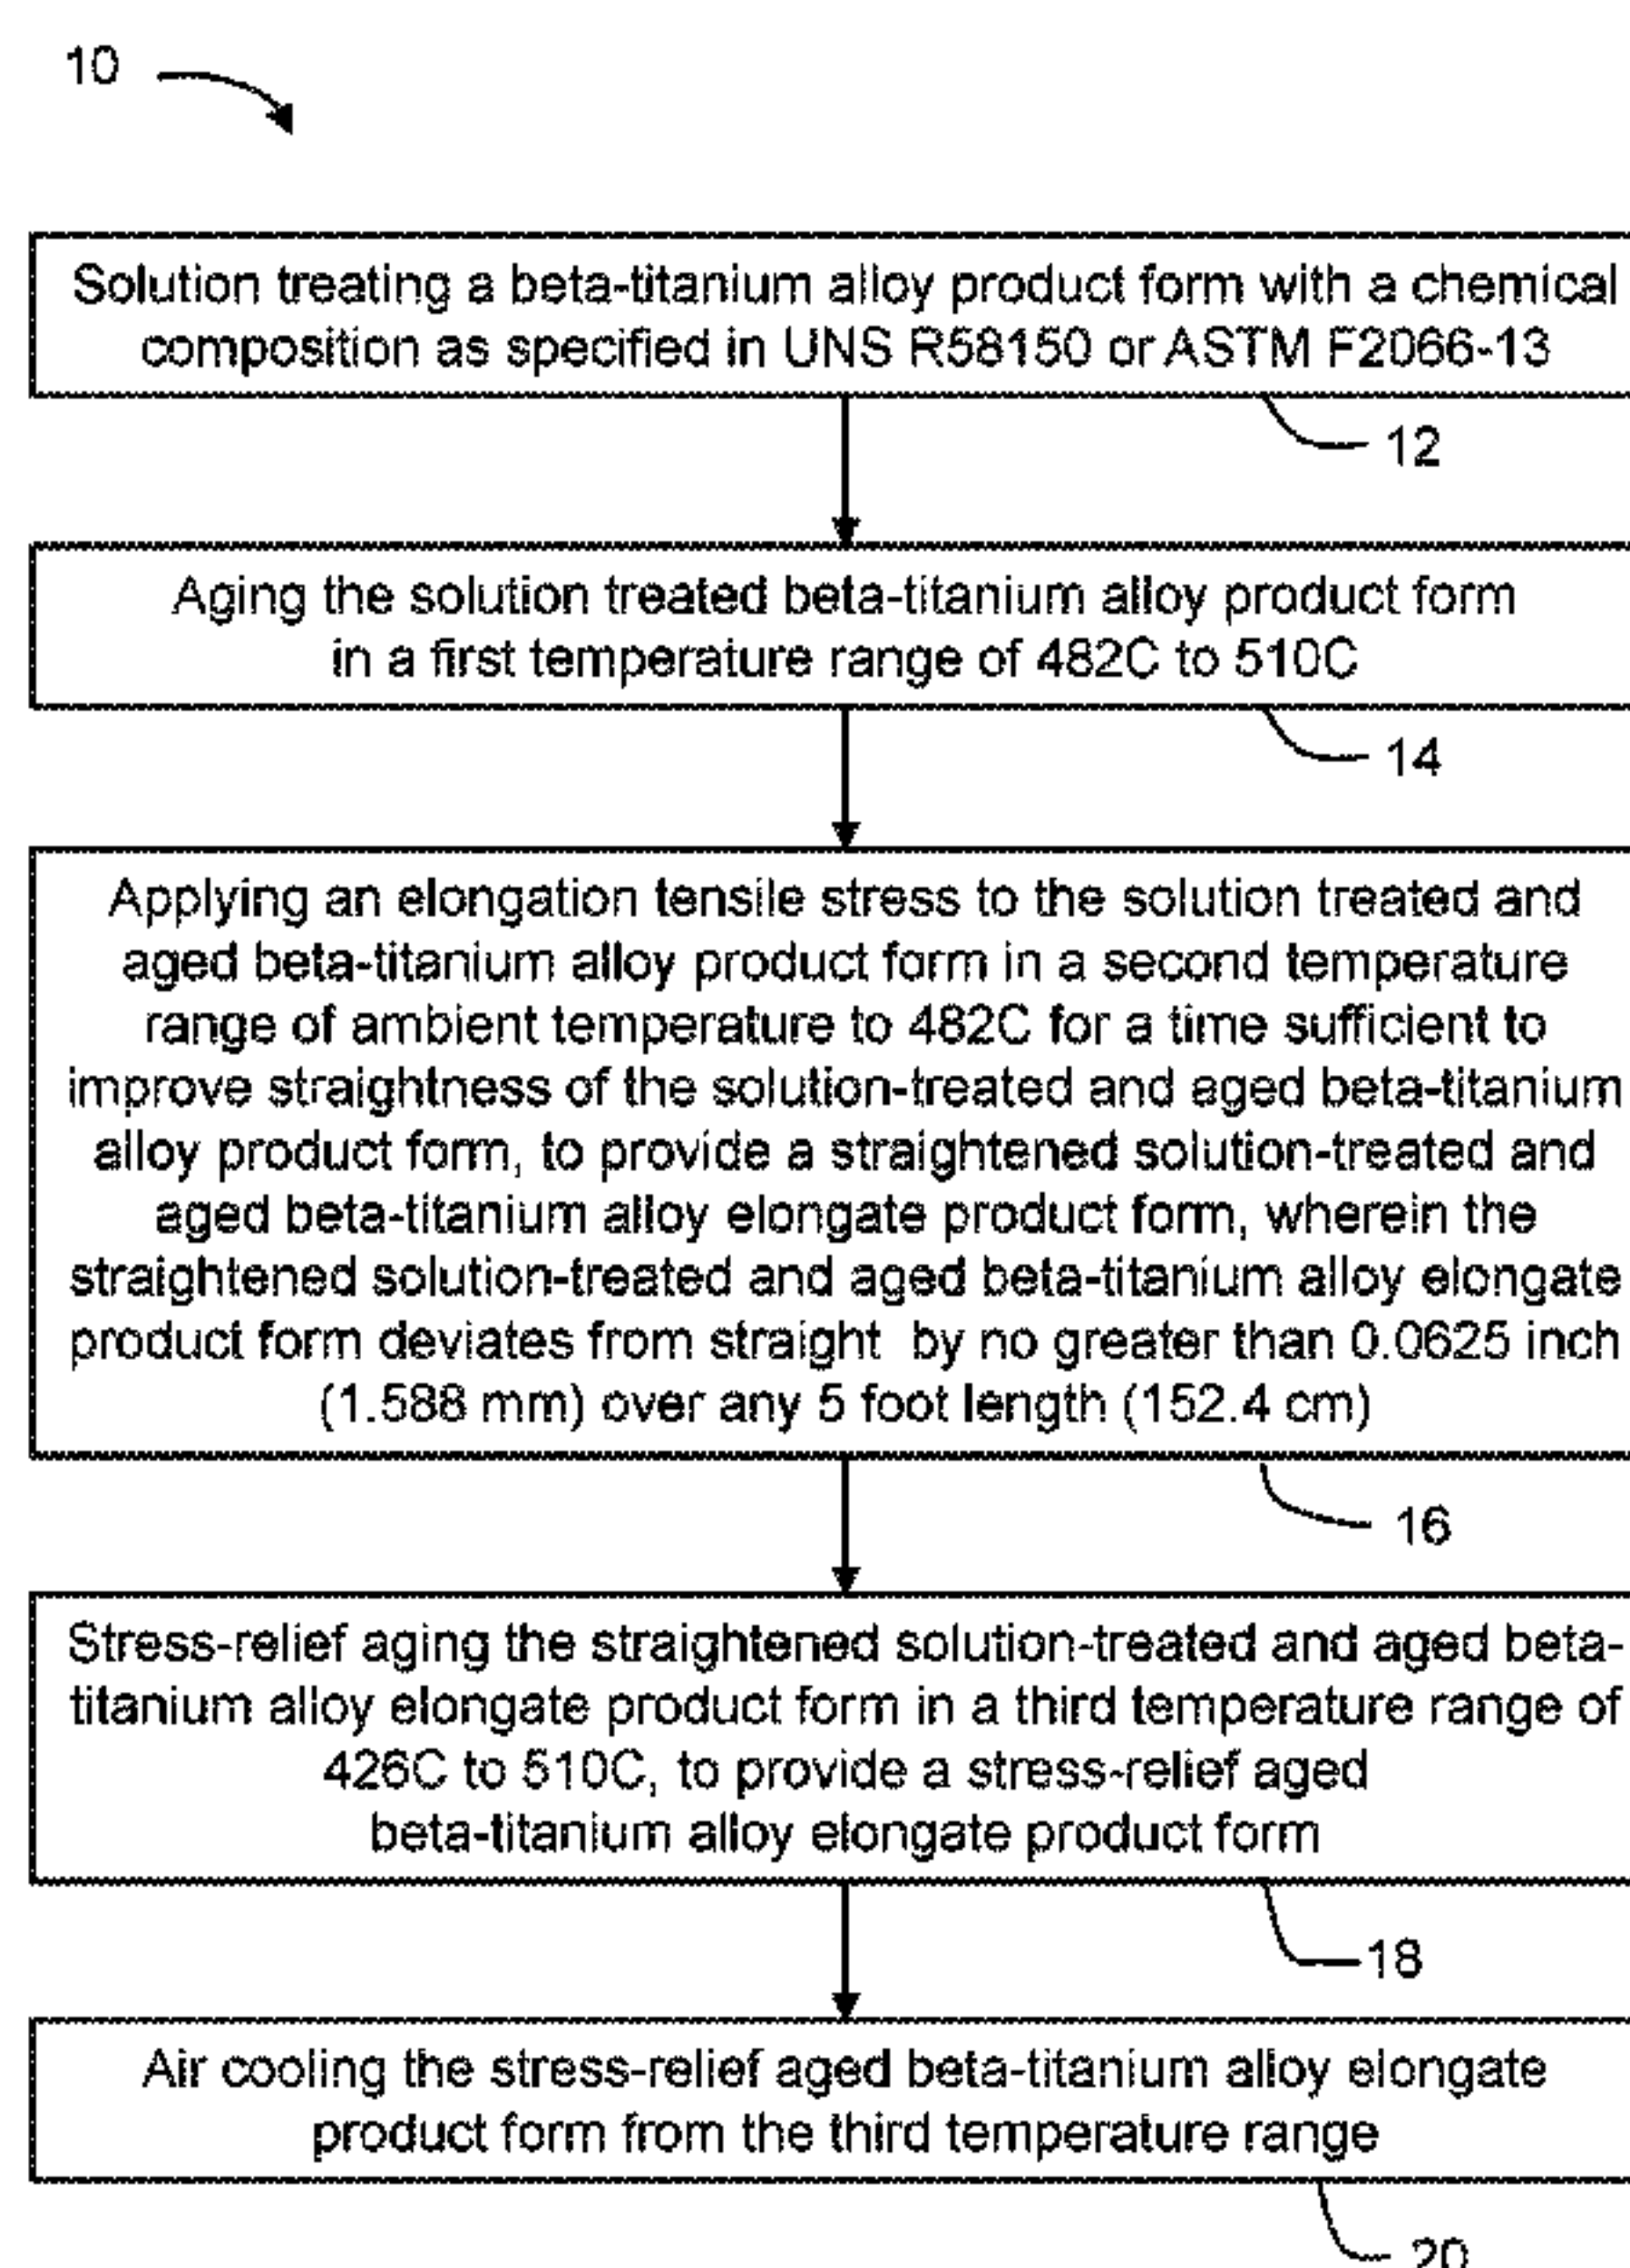 10
Solution treating a beta-titanium alloy product form with a chemical
composition as specified in UNS R58150 or ASTM F2066-13
12
Aging the solution treated beta-titanium alloy product form
in a first temperature range of 482C to 510C
14
Applying an elongation tensile stress to the solution treated and
aged beta-titanium alloy product form in a second temperature
range of ambient temperature to 482C for a time sufficient to
improve straightness of the solution-treated and aged beta-titanium
alloy product form, to provide a straightened solution-treated and
aged beta-titanium alloy elongate product form, wherein the
straightened solution-treated and aged beta-titanium alloy elongate
product form deviates from straight by no greater than 0.0625 inch
(1.588 mm) over any 5 foot length (152.4 cm)
16
Stress-relief aging the straightened solution-treated and aged beta-
titanium alloy elongate product form in a third temperature range of
426C to 510C, to provide a stress-relief aged
beta-titanium alloy elongate product form
18
Air cooling the stress-relief aged beta-titanium alloy elongate
product form from the third temperature range
20